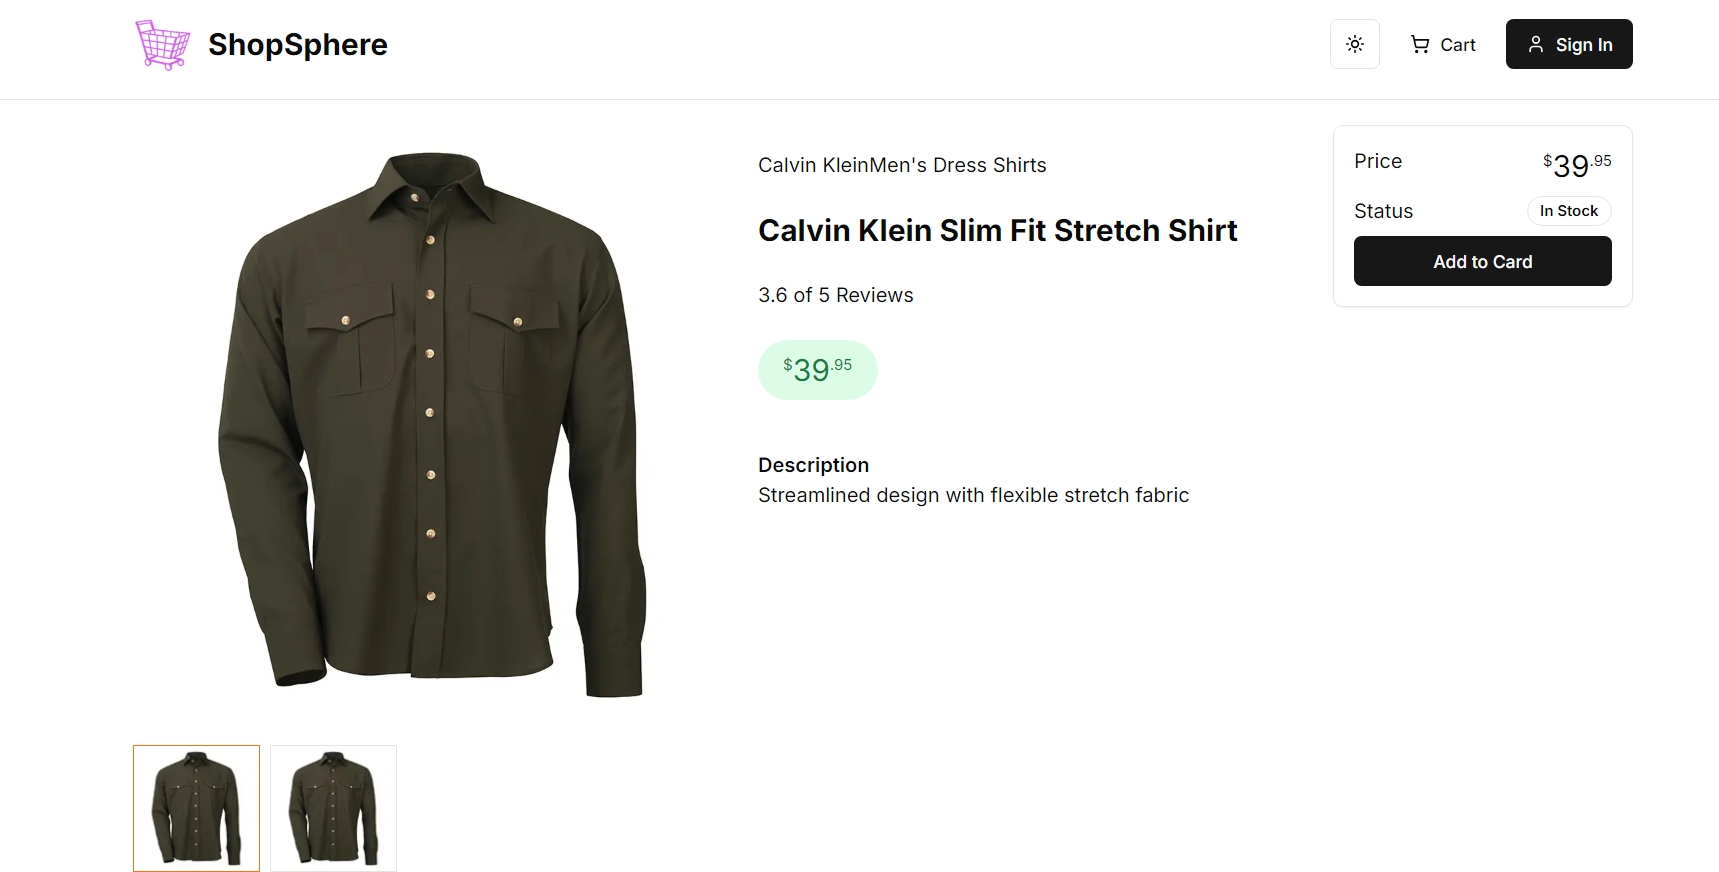 ShopSphere
Cart
Sign In
Calvin KleinMen's Dress Shirts
Calvin Klein Slim Fit Stretch Shirt
3.6 of 5 Reviews
$39.95
Description
Streamlined design with flexible stretch fabric
Price $39.95
Status In Stock
Add to Card